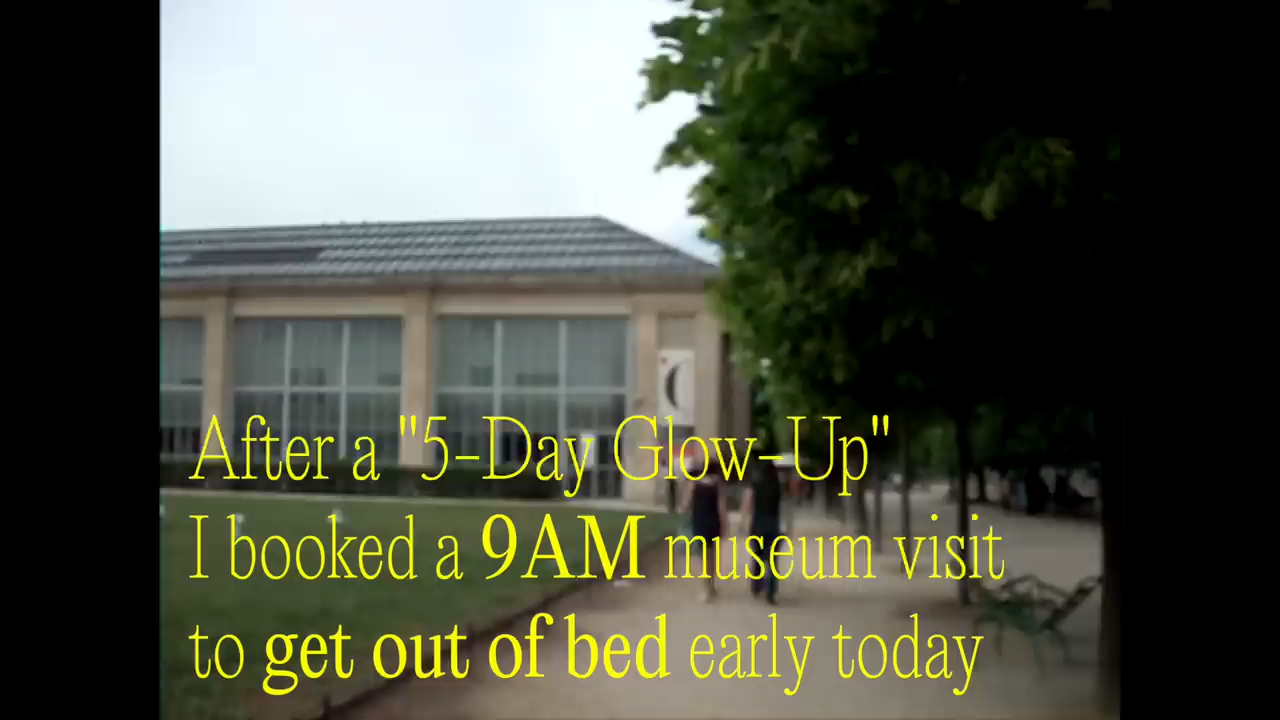 After a "5-Day Glow-Up"
I booked a 9AM museum visit
to get out of bed early today